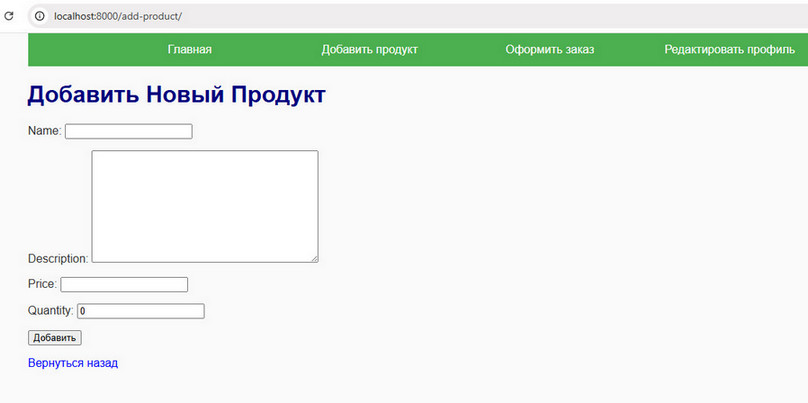 localhost:8000/add-product/
Главная Добавить продукт Оформить заказ Редактировать профиль
Добавить Новый Продукт
Name:
Description:
Price:
Quantity: 0
Добавить
Вернуться назад